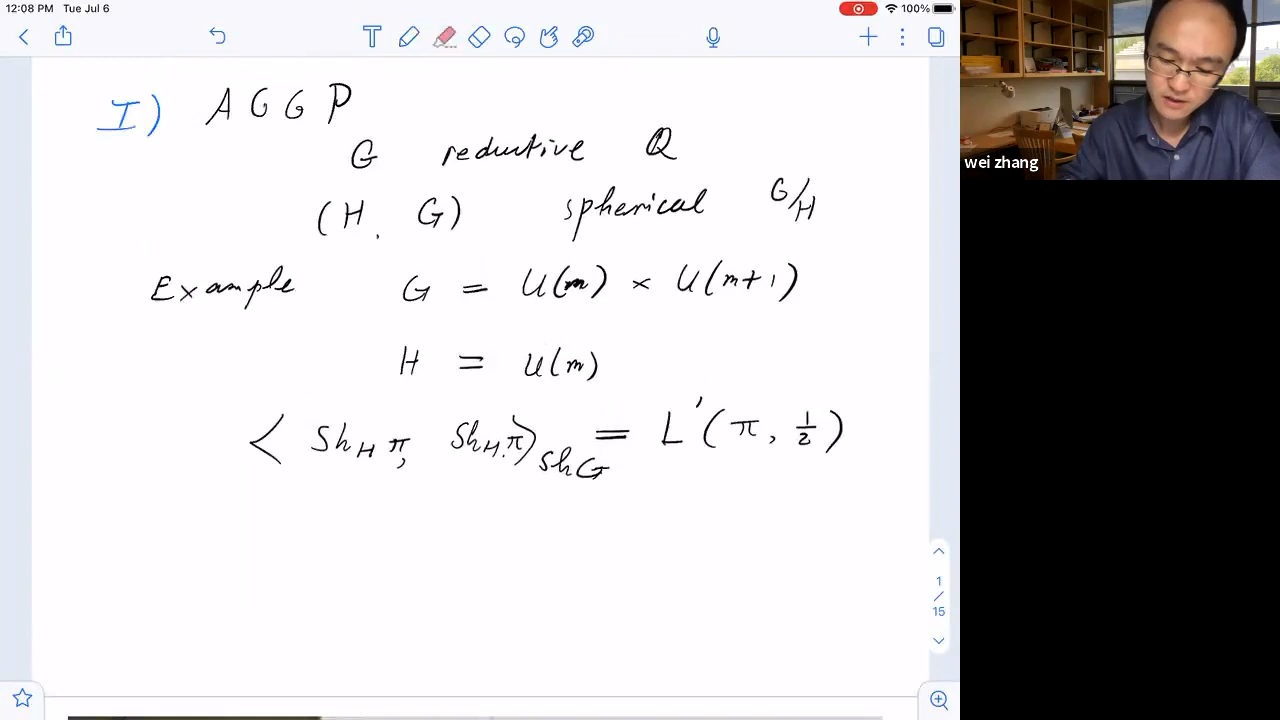 12:08 PM Tue Jul 6
100%
I) AGGP
G reductive Q
(H, G) spherical G/H
Example G = U(n) × U(n+1)
H = U(n)
< Sh_H π, Sh_H, π >_ShG = L'(π, 1/2)
1
/
15
wei zhang